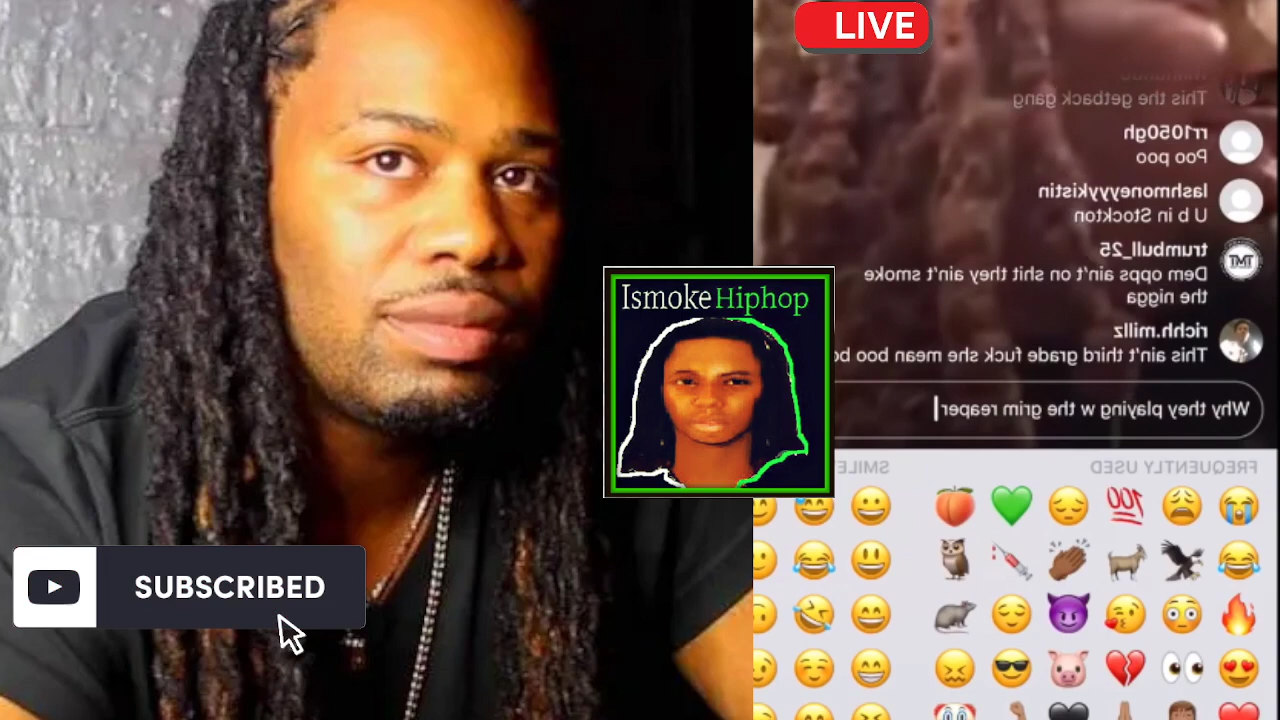 LIVE
This the getback gang
rr1050gh
Poo poo
lashmoneyyykistin
U in b Stockton
trumbull_25
Dem opps ain't on shit they ain't smoke
the nigga
richh.millz
This ain't third grade fuck she mean boo
Why they playing w the grim reaper
Ismoke Hiphop
FREQUENTLY USED
SMILE
SUBSCRIBED
100
TMT